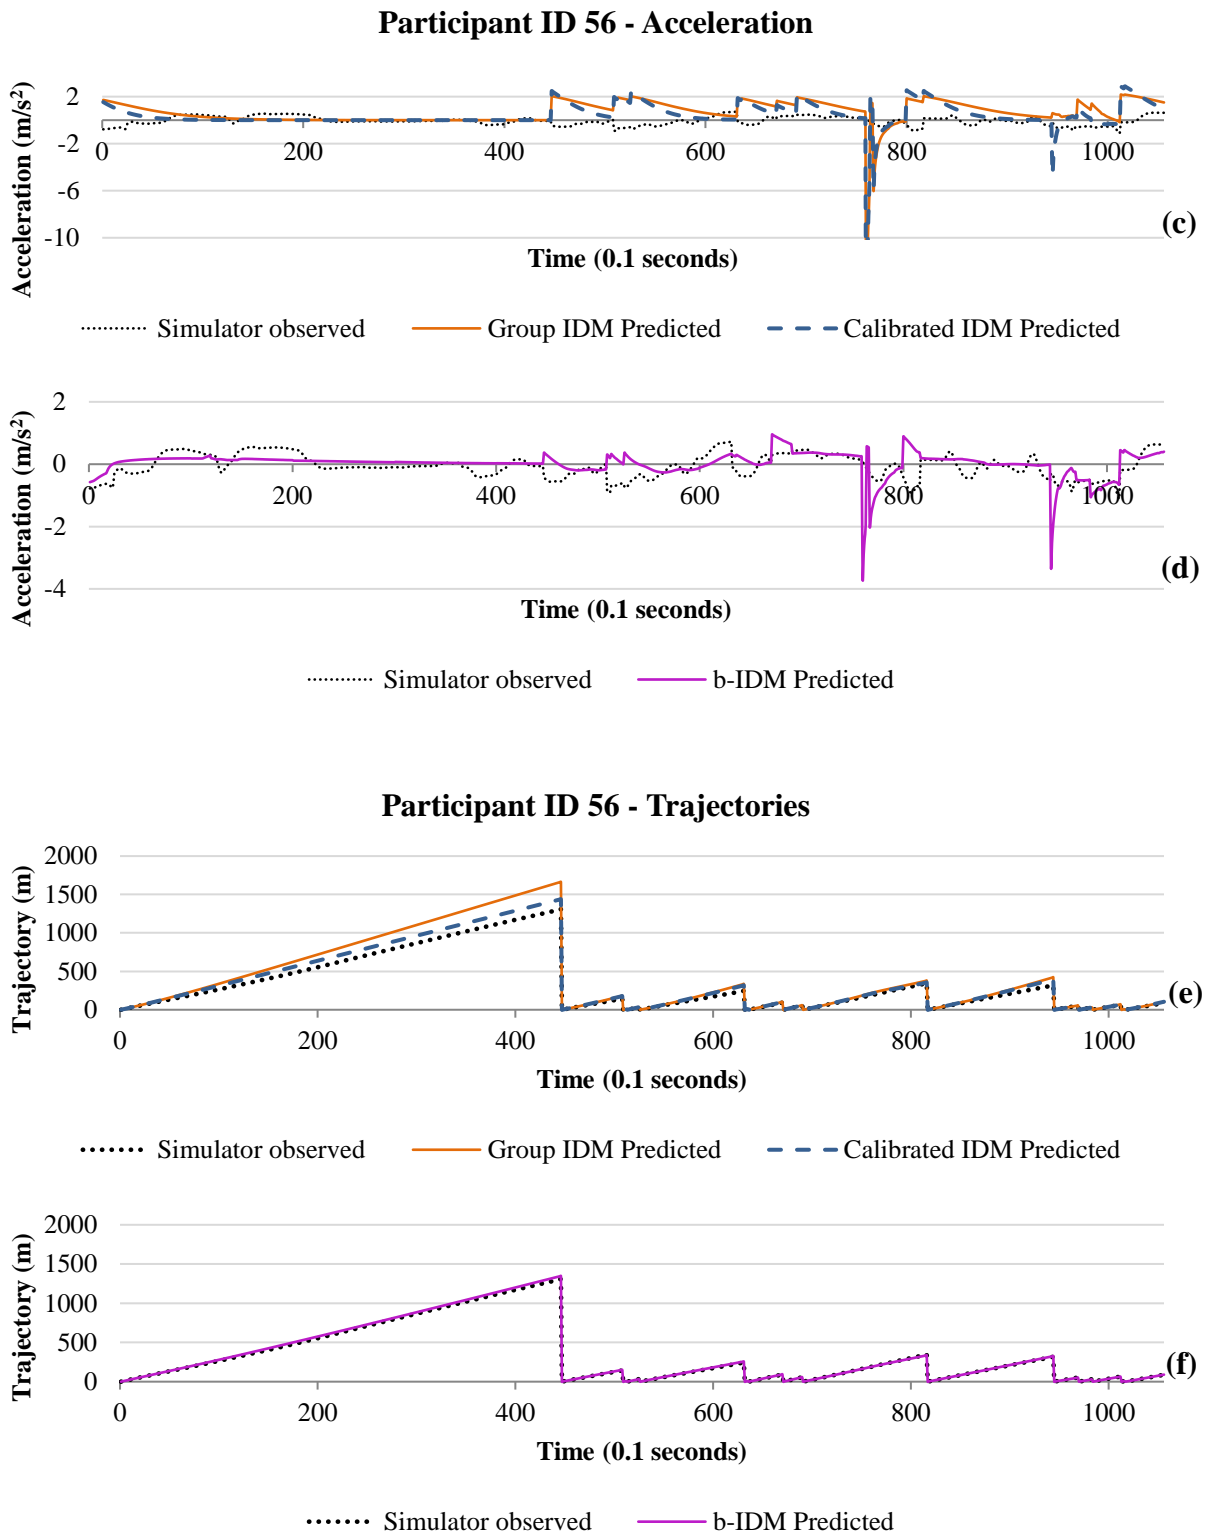 Participant ID 56 - Acceleration
Acceleration (m/s²)
2
-2
-6
-10
0 200 400 600 800 1000
(c)
Time (0.1 seconds)
Simulator observed Group IDM Predicted Calibrated IDM Predicted
Acceleration (m/s²)
2
0
-2
-4
0 200 400 600 800 1000
(d)
Time (0.1 seconds)
Simulator observed b-IDM Predicted
Participant ID 56 - Trajectories
Trajectory (m)
2000
1500
1000
500
0
(e)
0 200 400 600 800 1000
Time (0.1 seconds)
Simulator observed Group IDM Predicted Calibrated IDM Predicted
Trajectory (m)
2000
1500
1000
500
0
(f)
0 200 400 600 800 1000
Time (0.1 seconds)
Simulator observed b-IDM Predicted